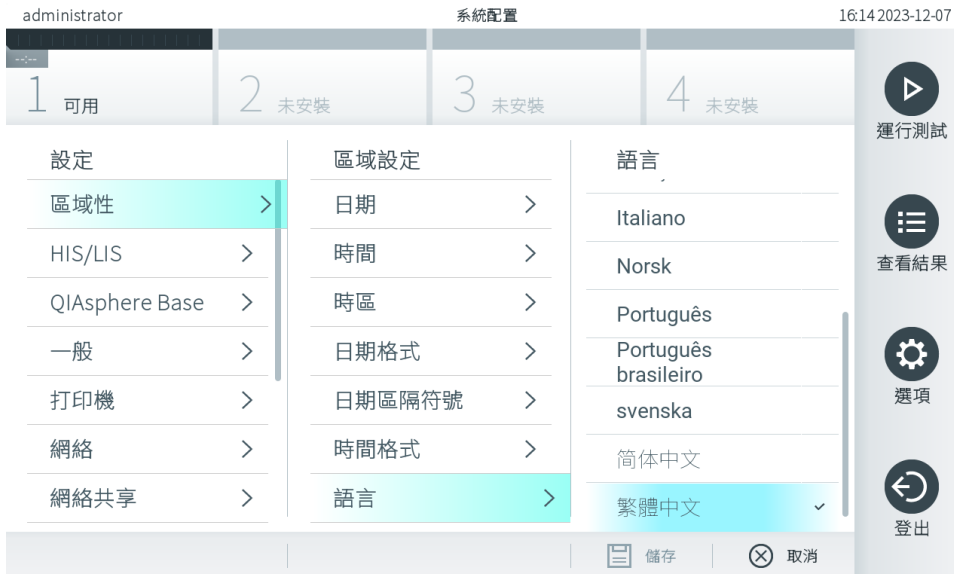 administrator
系統配置
16:14 2023-12-07
--:--
1 可用
2 未安裝
3 未安裝
4 未安裝
運行測試
查看結果
選項
登出
設定
區域性
HIS/LIS
QIAsphere Base
一般
打印機
網絡
網絡共享
區域設定
日期
時間
時區
日期格式
日期區隔符號
時間格式
語言
語言
Italiano
Norsk
Português
Português
brasileiro
svenska
简体中文
繁體中文
儲存
取消